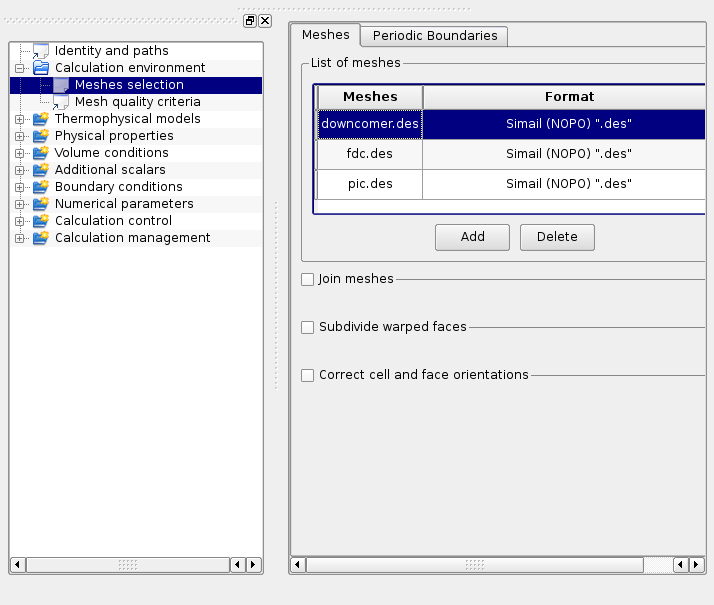 Identity and paths
Calculation environment
Meshes selection
Mesh quality criteria
Thermophysical models
Physical properties
Volume conditions
Additional scalars
Boundary conditions
Numerical parameters
Calculation control
Calculation management
Meshes Periodic Boundaries
List of meshes
Meshes Format
downcomer.des Simail (NOPO) ".des"
fdc.des Simail (NOPO) ".des"
pic.des Simail (NOPO) ".des"
Add Delete
Join meshes
Subdivide warped faces
Correct cell and face orientations